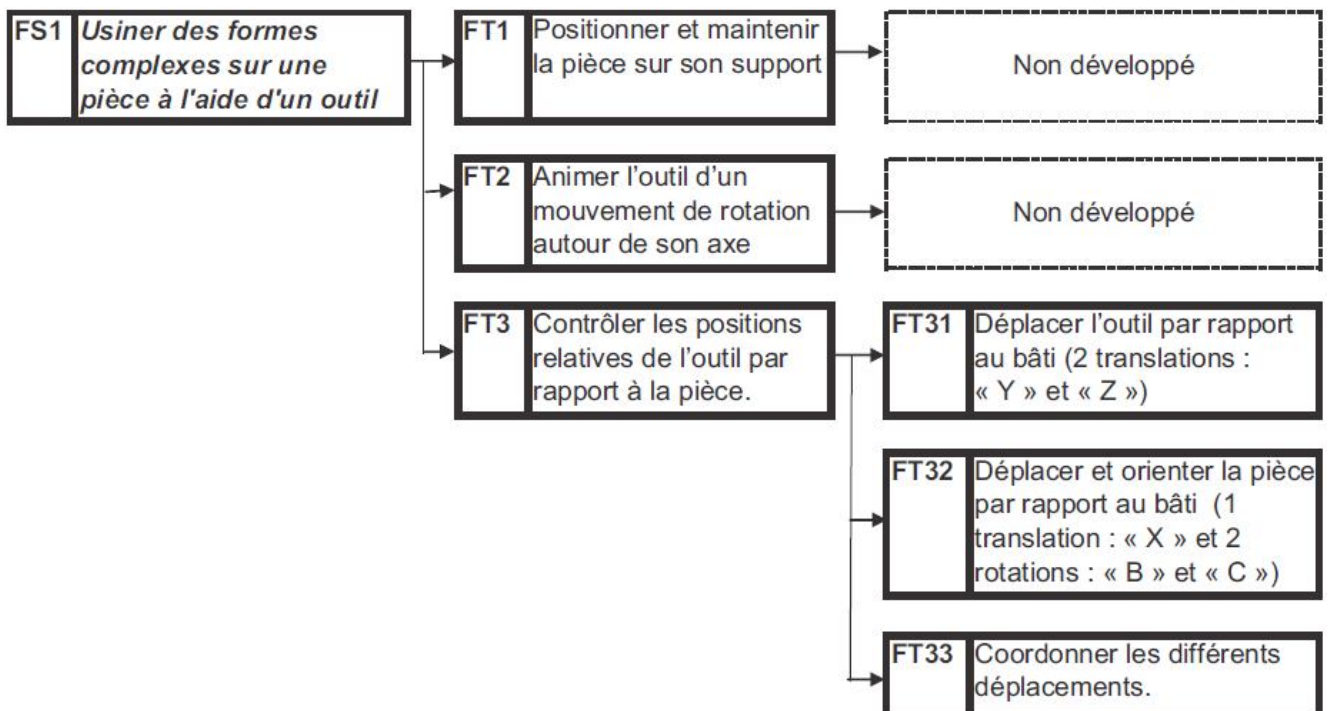 FS1 Usiner des formes
complexes sur une
pièce à l'aide d'un outil
FT1 Positionner et maintenir
la pièce sur son support
Non développé
FT2 Animer l’outil d’un
mouvement de rotation
autour de son axe
Non développé
FT3 Contrôler les positions
relatives de l’outil par
rapport à la pièce.
FT31 Déplacer l’outil par rapport
au bâti (2 translations :
« Y » et « Z »)
FT32 Déplacer et orienter la pièce
par rapport au bâti (1
translation : « X » et 2
rotations : « B » et « C »)
FT33 Coordonner les différents
déplacements.